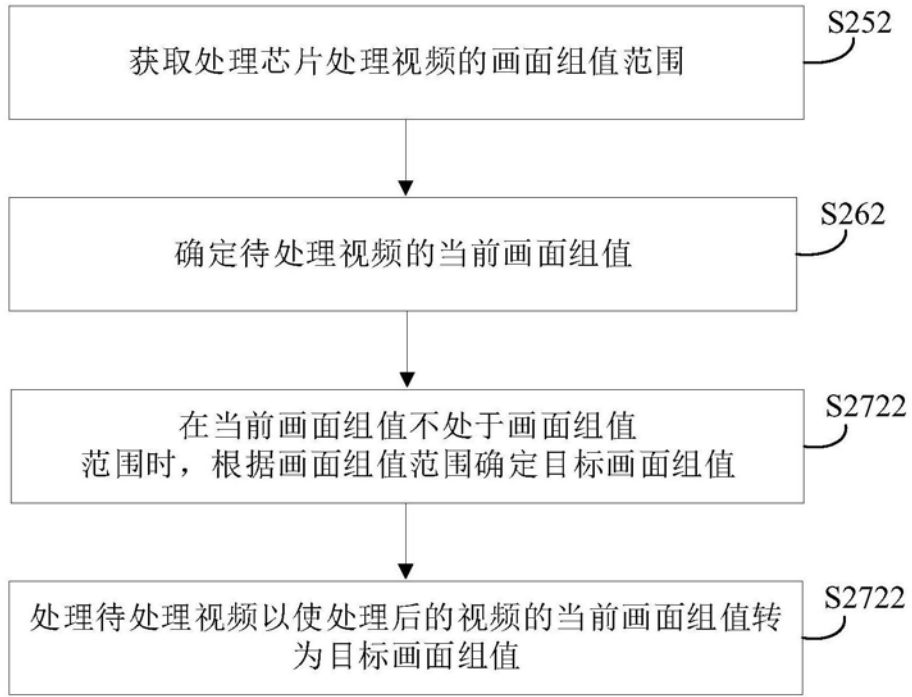 S252
获取处理芯片处理视频的画面组值范围
S262
确定待处理视频的当前画面组值
S2722
在当前画面组值不处于画面组值
范围时，根据画面组值范围确定目标画面组值
S2722
处理待处理视频以使处理后的视频的当前画面组值转
为目标画面组值